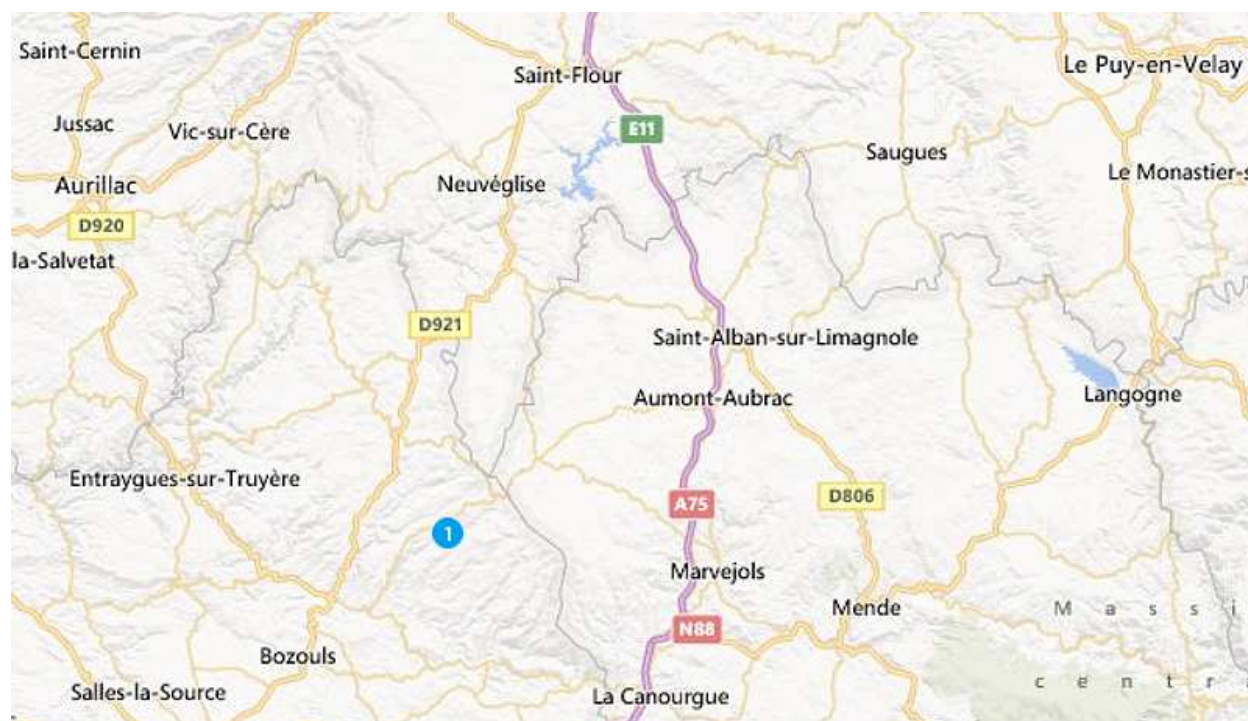 Saint-Cernin
Saint-Flour
Le Puy-en-Velay
Jussac
Vic-sur-Cère
E11
Saugues
Aurillac
Neuvéglise
Le Monastier-s
D920
la-Salvetat
D921
Saint-Alban-sur-Limagnole
Aumont-Aubrac
Langogne
Entraygues-sur-Truyère
A75
D806
1
Marvejols
Mende
M a s s i
N88
Bozouls
c e n t r a
Salles-la-Source
La Canourgue